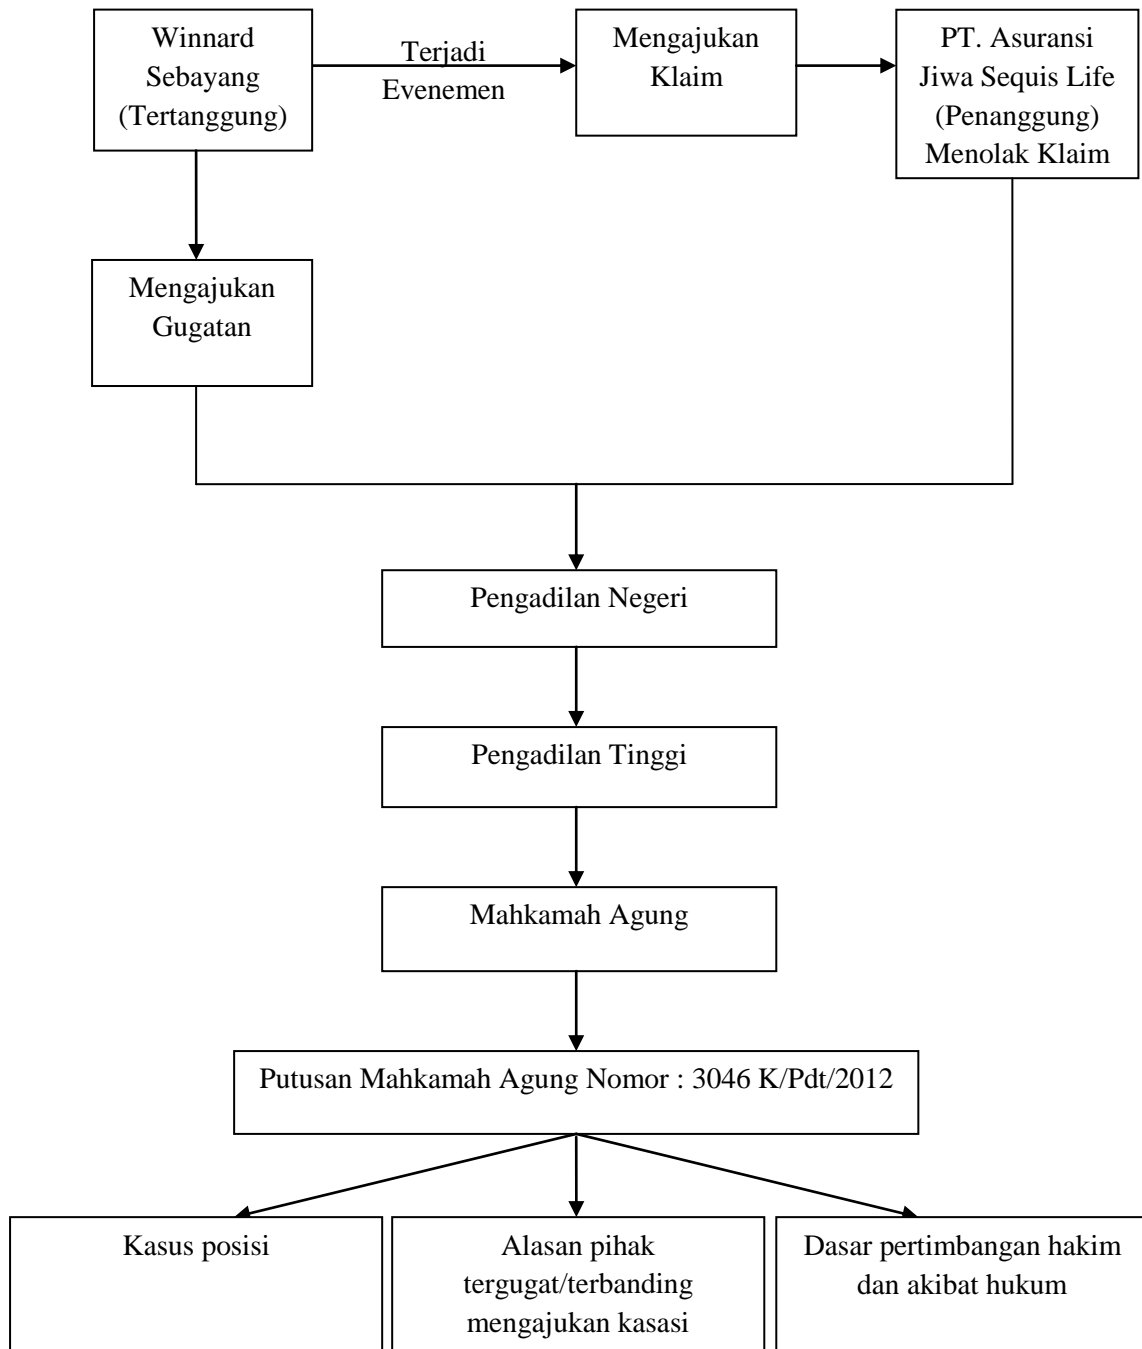 Winnard
Sebayang
(Tertanggung)
Terjadi
Evenemen
Mengajukan
Klaim
PT. Asuransi
Jiwa Sequis Life
(Penanggung)
Menolak Klaim
Mengajukan
Gugatan
Pengadilan Negeri
Pengadilan Tinggi
Mahkamah Agung
Putusan Mahkamah Agung Nomor : 3046 K/Pdt/2012
Kasus posisi
Alasan pihak
tergugat/terbanding
mengajukan kasasi
Dasar pertimbangan hakim
dan akibat hukum